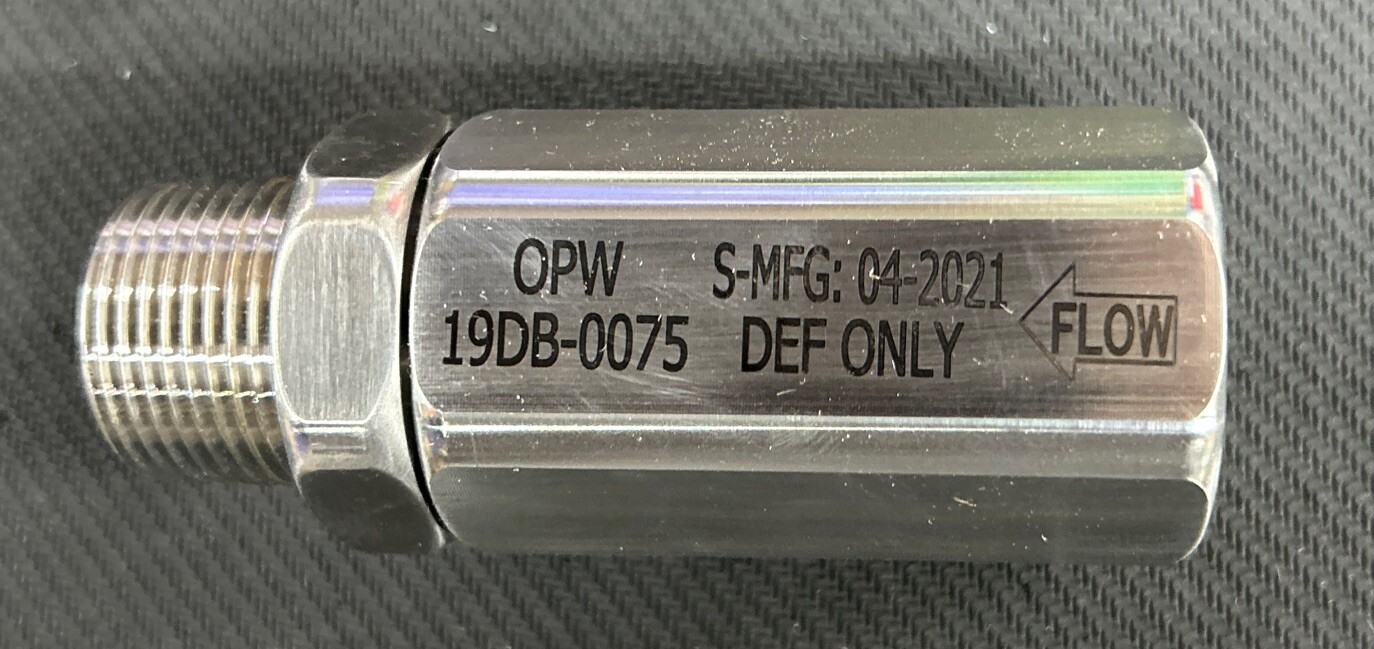 OPW
19DB-0075
S-MFG: 04-2021
DEF ONLY
FLOW